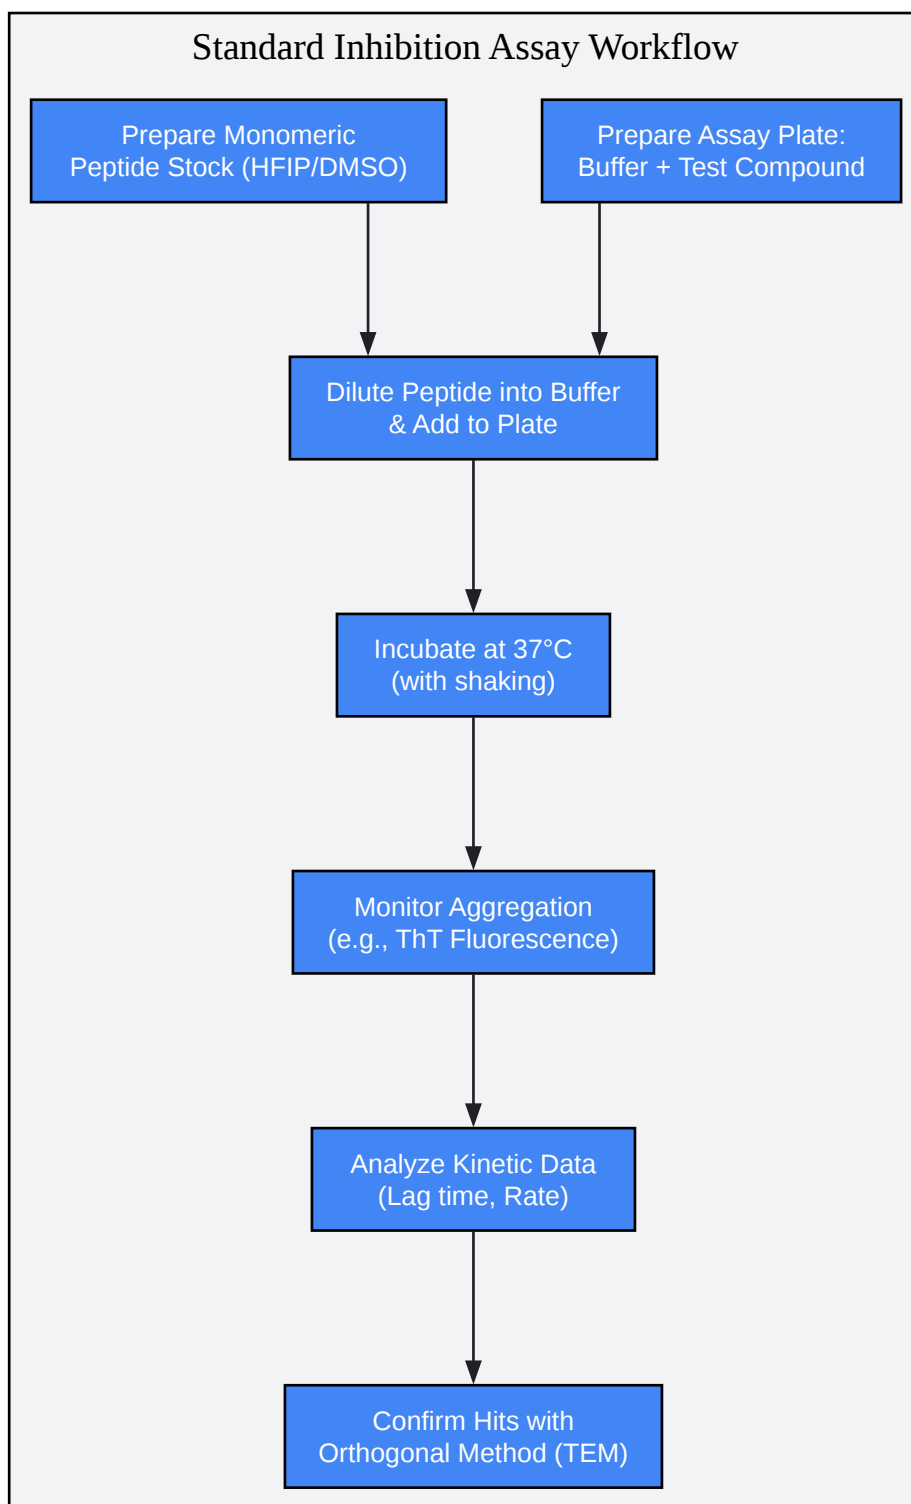 Standard Inhibition Assay Workflow
Prepare Monomeric
Peptide Stock (HFIP/DMSO)
Prepare Assay Plate:
Buffer + Test Compound
Dilute Peptide into Buffer
& Add to Plate
Incubate at 37°C
(with shaking)
Monitor Aggregation
(e.g., ThT Fluorescence)
Analyze Kinetic Data
(Lag time, Rate)
Confirm Hits with
Orthogonal Method (TEM)